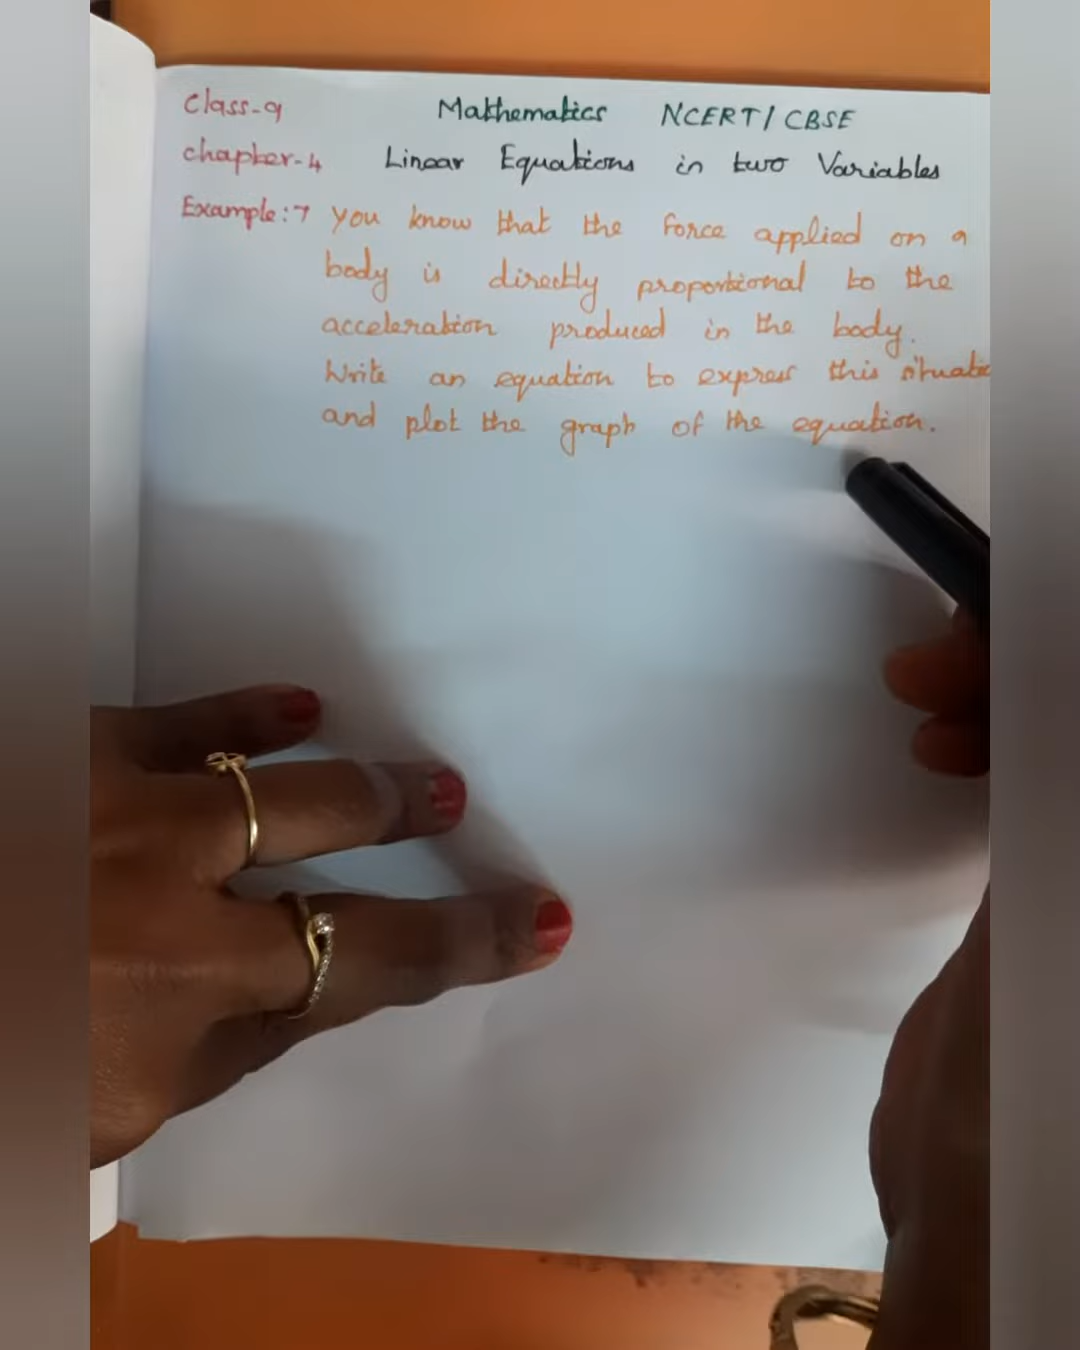 Class-9 Mathematics NCERT/CBSE
Chapter-4 Linear Equations in two Variables
Example:7 you know that the force applied on a
body is directly proportional to the
acceleration produced in the body.
Write an equation to express this situatio
and plot the graph of the equation.